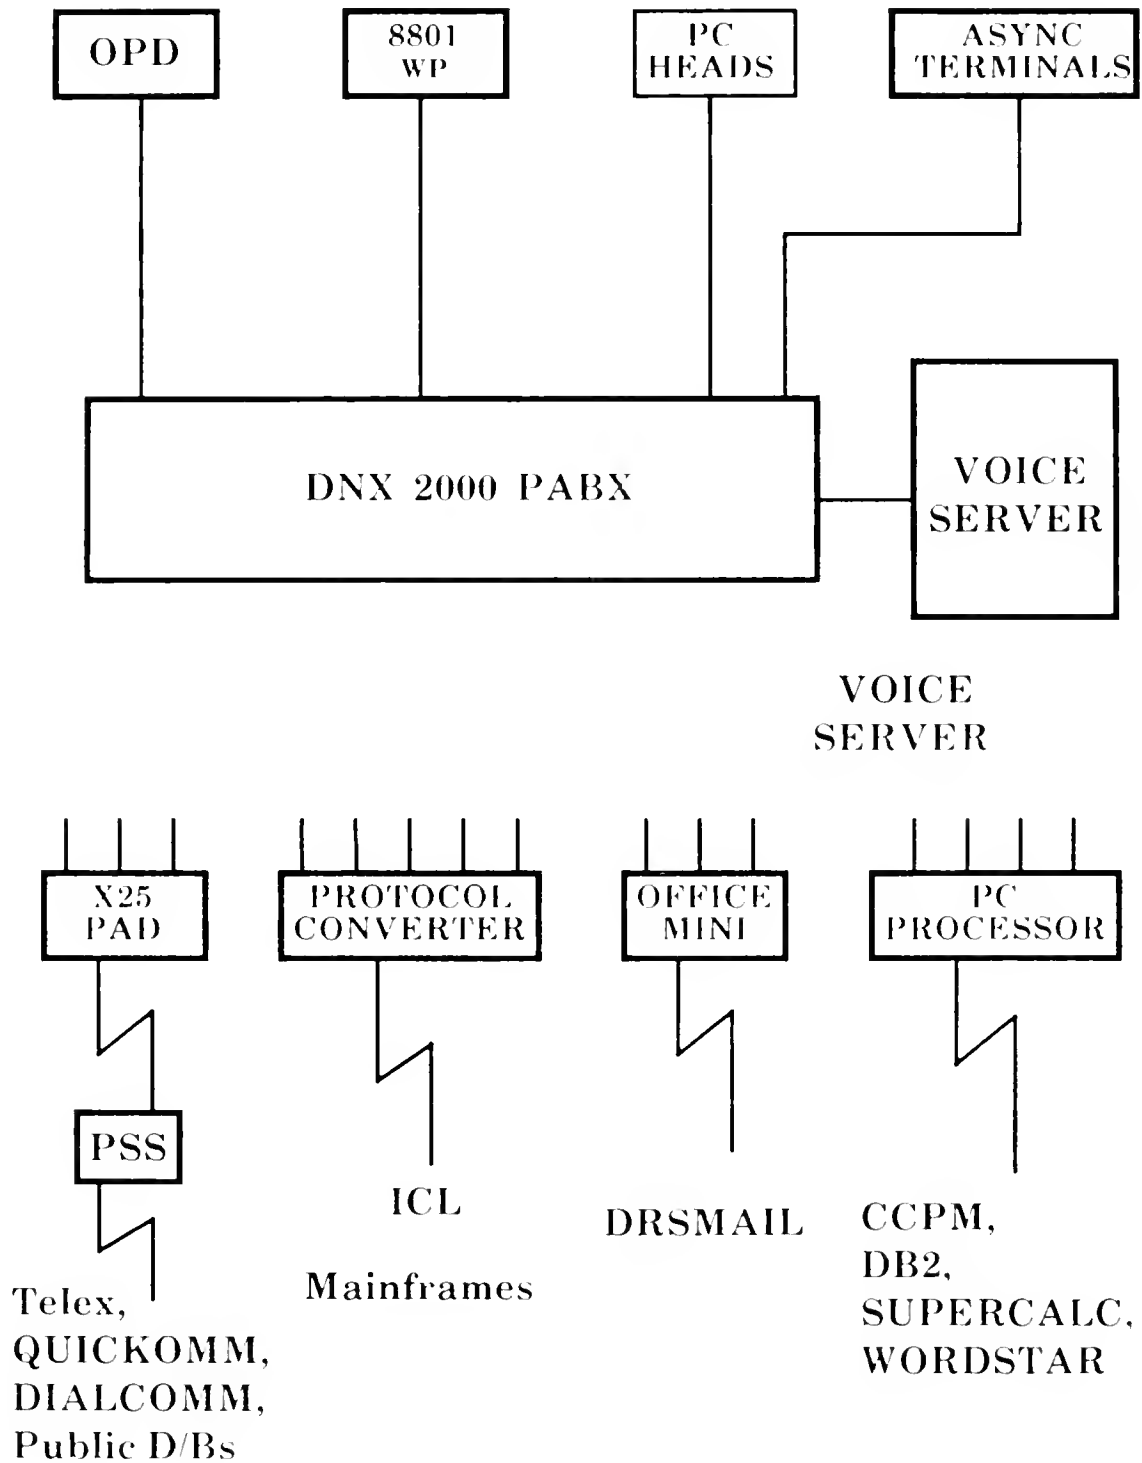 OPD
8801
WP
PC
HEADS
ASYNC
TERMINALS
DNX 2000 PABX
VOICE
SERVER
VOICE
SERVER
X25
PAD
PROTOCOL
CONVERTER
OFFICE
MINI
PC
PROCESSOR
PSS
ICL
Mainframes
DRSMAIL
CCPM,
DB2,
SUPERCALC,
WORDSTAR
Telex,
QUICKOMM,
DIALCOMM,
Public D/Bs